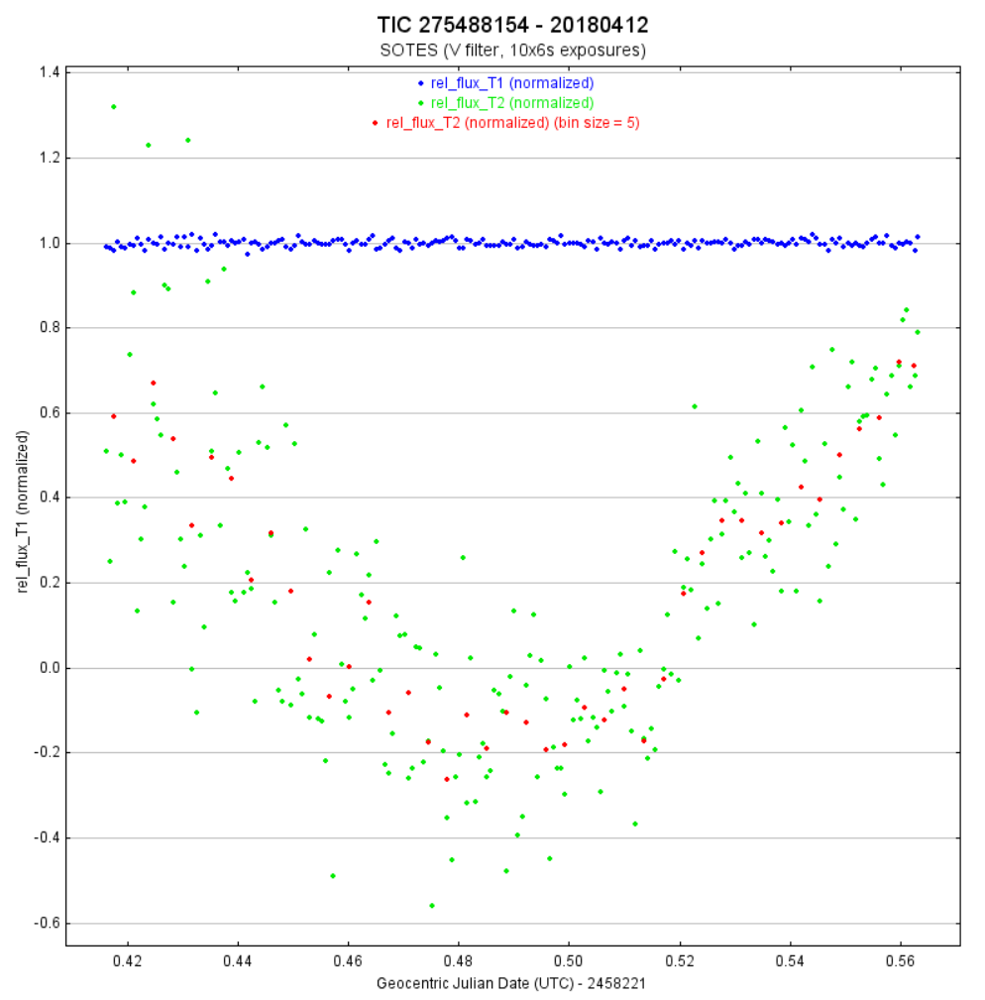 TIC 275488154 - 20180412
SOTES (V filter, 10x6s exposures)
rel_flux_T1 (normalized)
rel_flux_T2 (normalized)
rel_flux_T2 (normalized) (bin size = 5)
1.4
1.2
1.0
0.8
0.6
0.4
0.2
0.0
-0.2
-0.4
-0.6
rel_flux_T1 (normalized)
0.42 0.44 0.46 0.48 0.50 0.52 0.54 0.56
Geocentric Julian Date (UTC) - 2458221